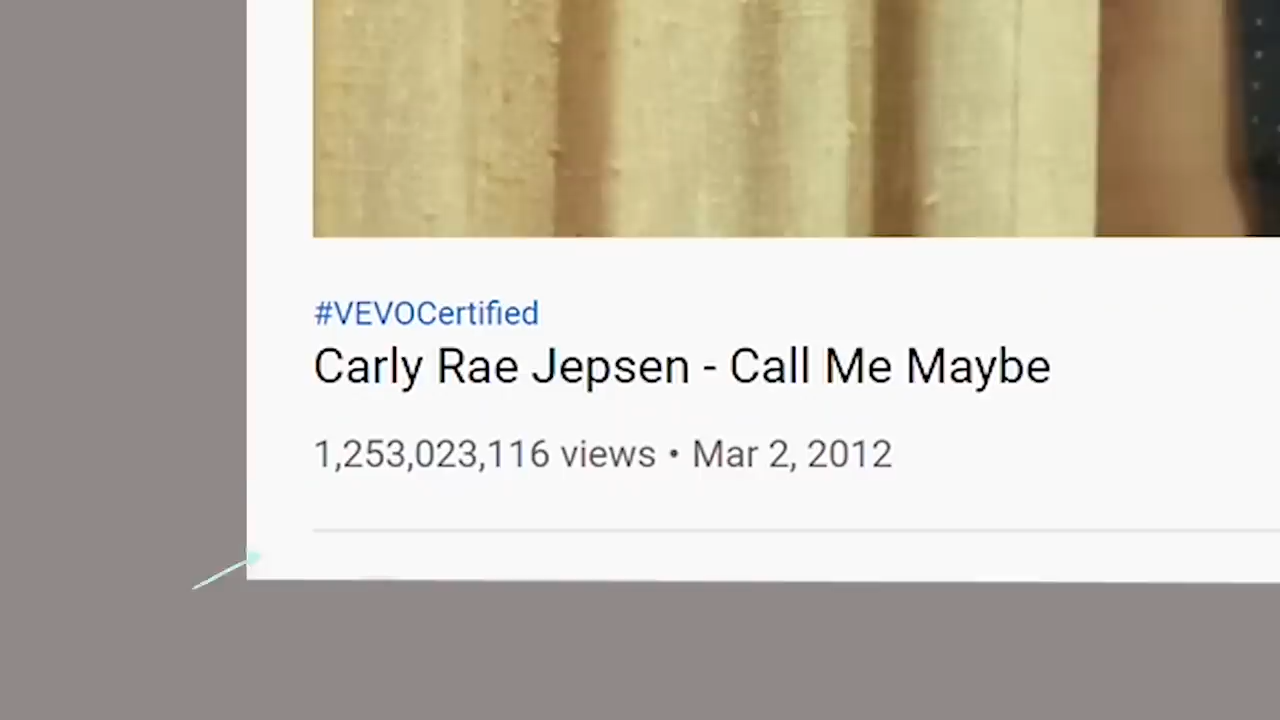 #VEVOCertified
Carly Rae Jepsen - Call Me Maybe
1,253,023,116 views • Mar 2, 2012